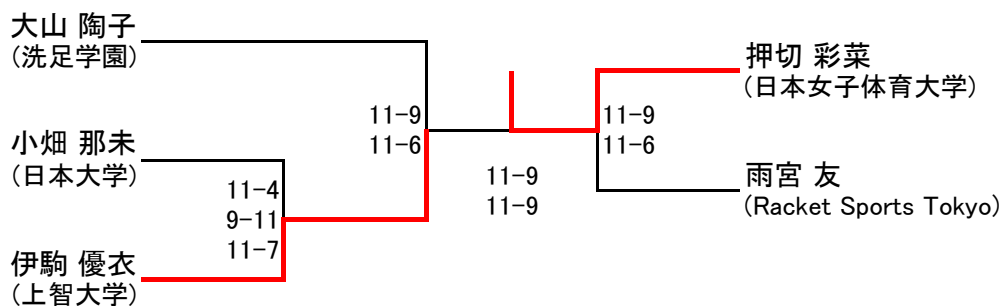 大山 陶子
(洗足学園)
小畑 那未
(日本大学)
伊駒 優衣
(上智大学)
11-4
9-11
11-7
11-9
11-6
11-9
11-9
11-9
11-6
押切 彩菜
(日本女子体育大学)
雨宮 友
(Racket Sports Tokyo)